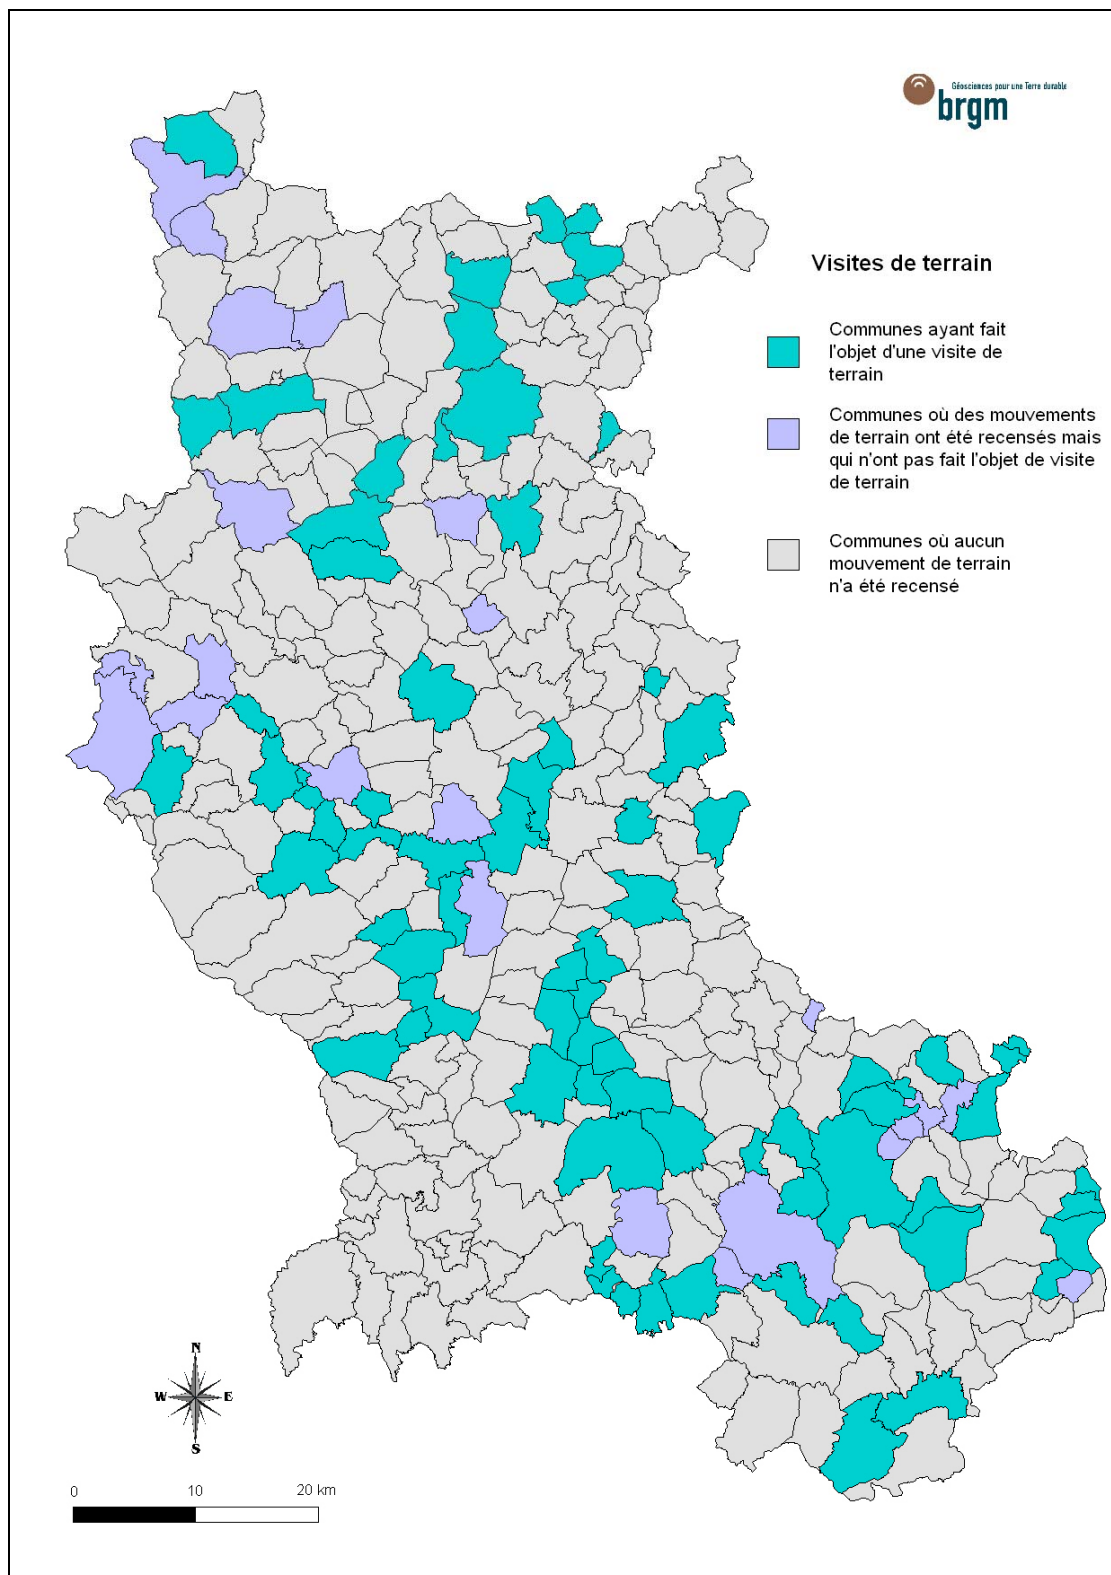 Géosciences pour une Terre durable
brgm
Visites de terrain
Communes ayant fait
l'objet d'une visite de
terrain
Communes où des mouvements
de terrain ont été recensés mais
qui n'ont pas fait l'objet de visite
de terrain
Communes où aucun
mouvement de terrain
n'a été recensé
N
W E
S
0 10 20 km